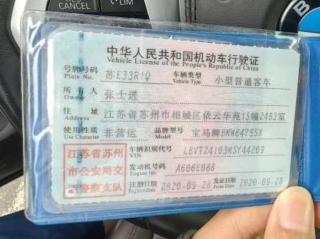 中华人民共和国机动车行驶证
Vehicle License of the People's Republic of China
号牌号码 苏E33R1Q 车辆类型 小型普通客车
Plate No. Vehicle Type
所有人 张士进
Owner
住址 江苏省苏州市相城区依云华苑15幢2482室
Address
使用性质 非营运 品牌型号 宝马牌BMW6475SX
Use Character Model
江苏省苏州 车辆识别代号
VIN
市公安局交 发动机号码
Engine No.
警察支队 注册日期 2020-09-28 发证日期 2020-09-28